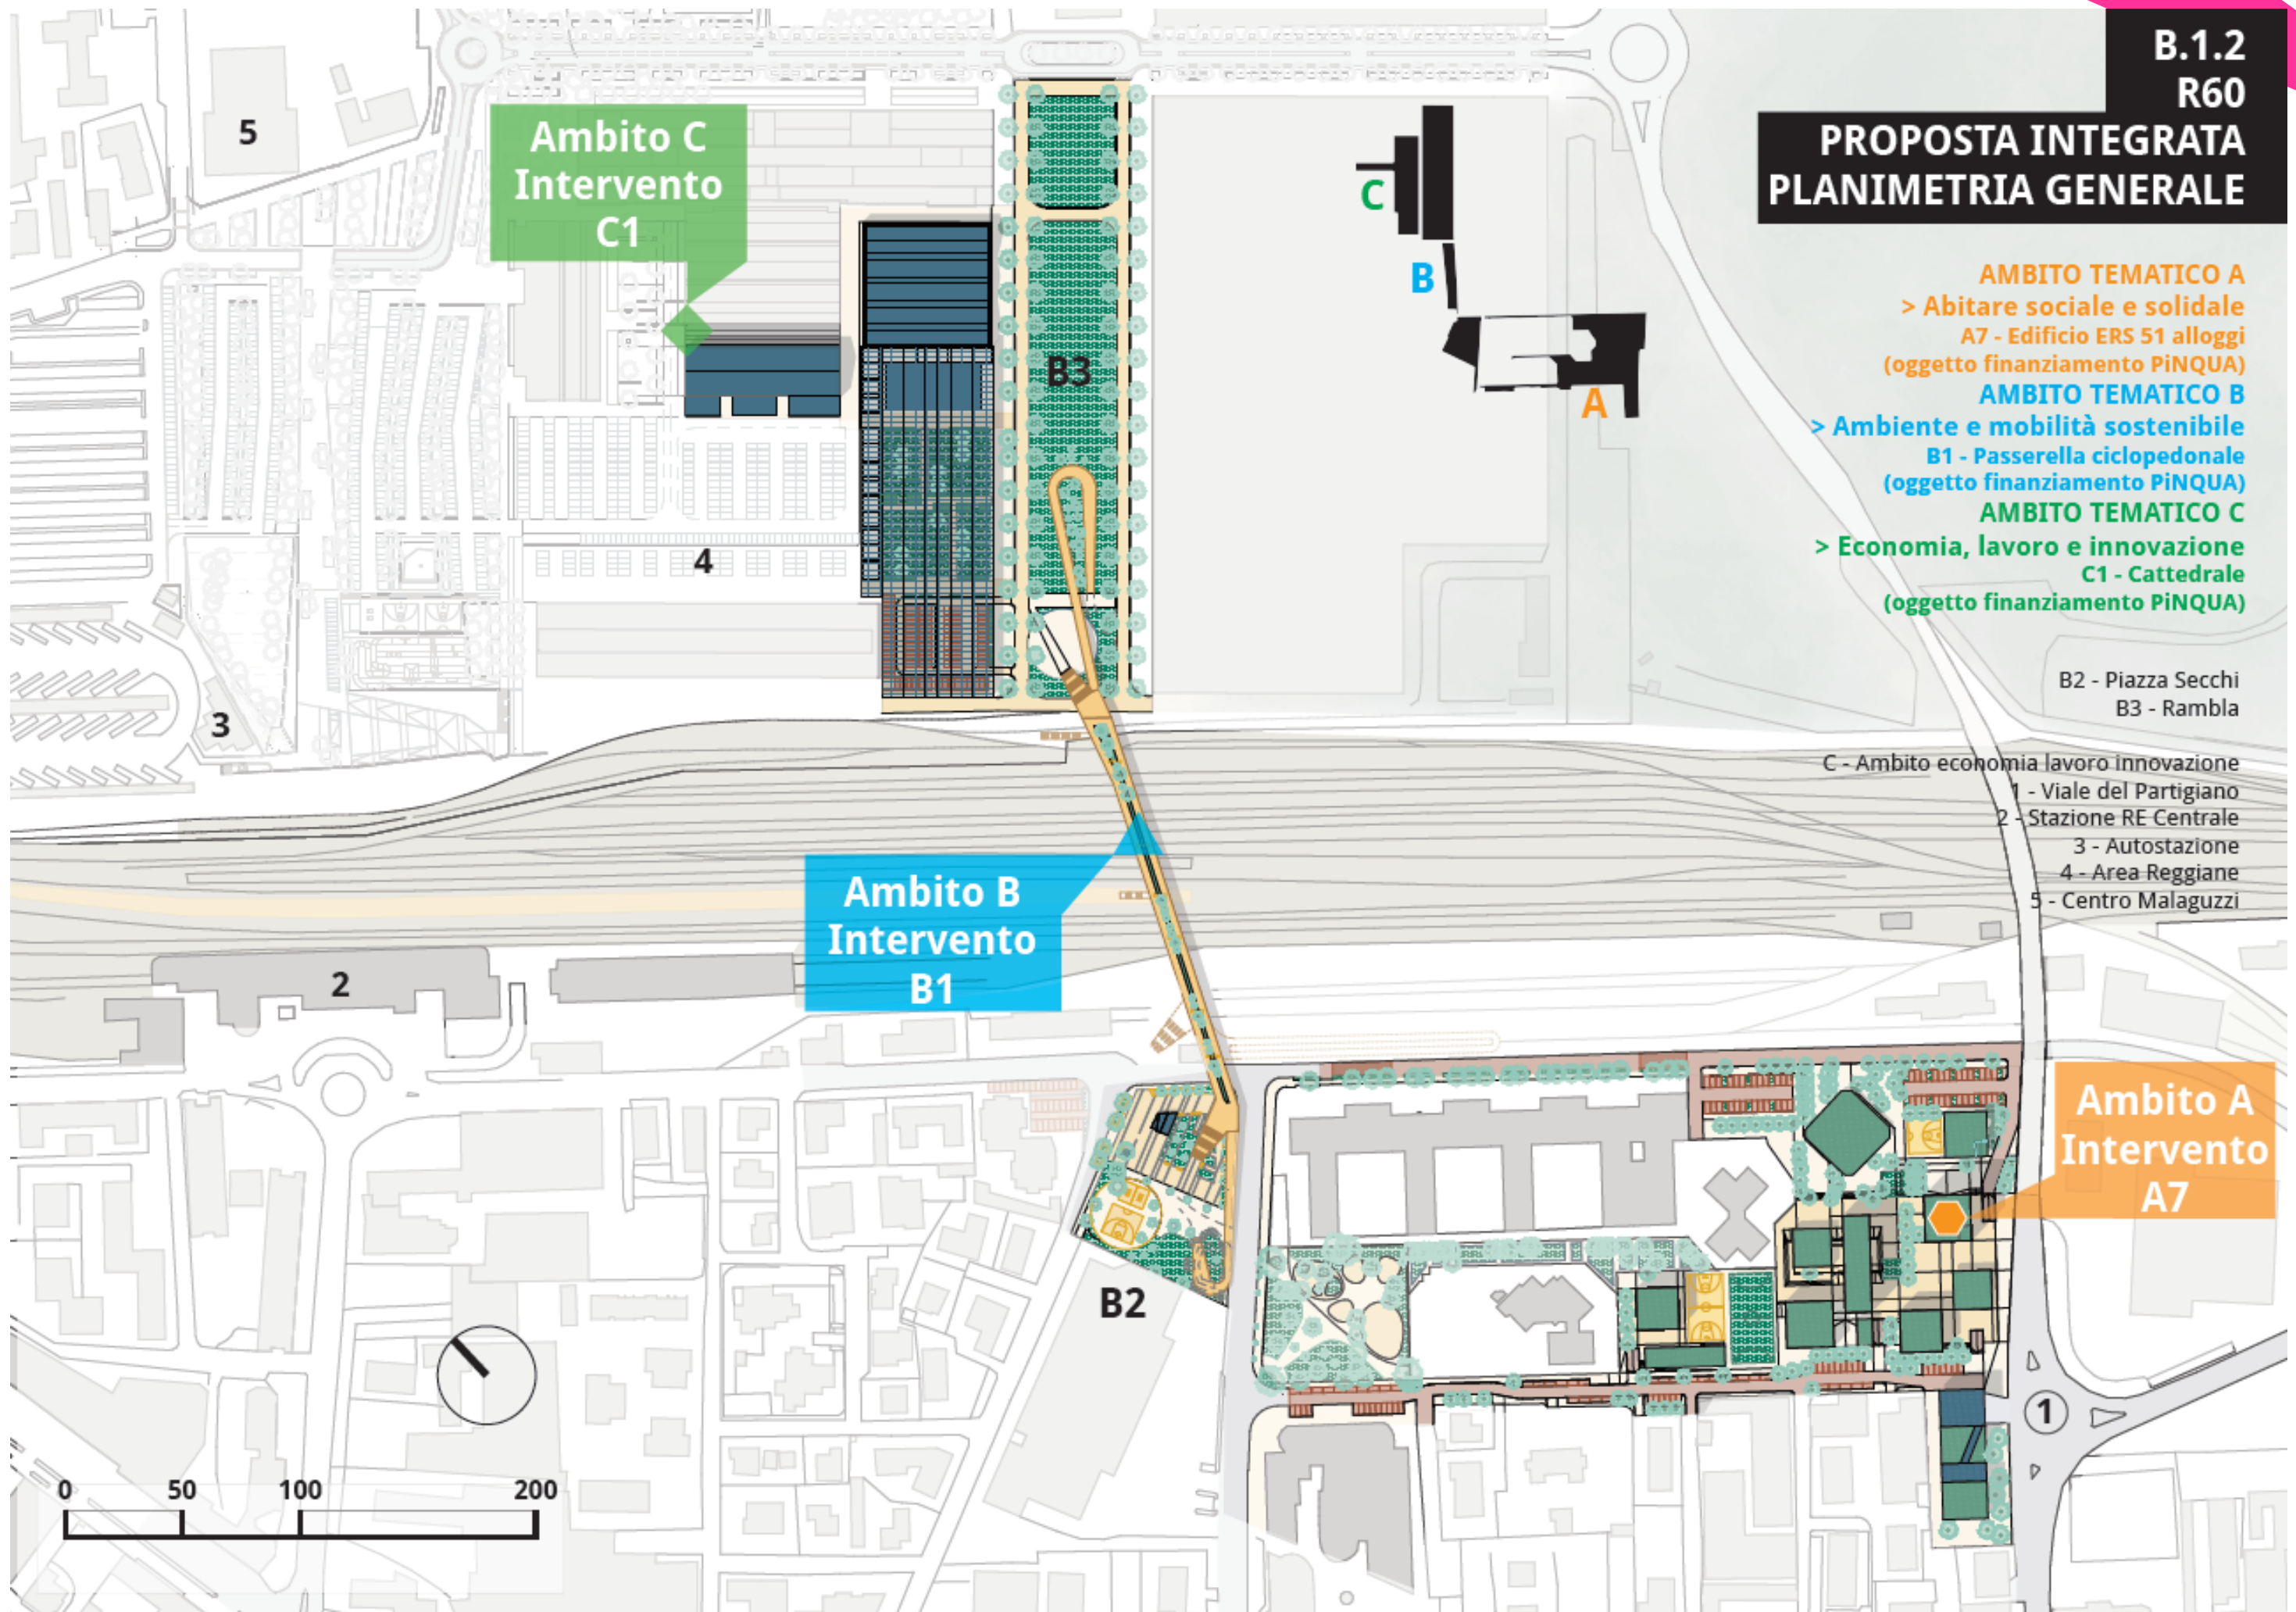 B.1.2
R60
PROPOSTA INTEGRATA
PLANIMETRIA GENERALE
5
Ambito C
Intervento
C1
C
B
A
AMBITO TEMATICO A
> Abitare sociale e solidale
A7 - Edificio ERS 51 alloggi
(oggetto finanziamento PiNQUA)
AMBITO TEMATICO B
> Ambiente e mobilità sostenibile
B1 - Passerella ciclopedonale
(oggetto finanziamento PiNQUA)
AMBITO TEMATICO C
> Economia, lavoro e innovazione
C1 - Cattedrale
(oggetto finanziamento PiNQUA)
B3
4
3
B2 - Piazza Secchi
B3 - Rambla
C - Ambito economia lavoro innovazione
1 - Viale del Partigiano
2 - Stazione RE Centrale
3 - Autostazione
4 - Area Reggiane
5 - Centro Malaguzzi
Ambito B
Intervento
B1
2
Ambito A
Intervento
A7
B2
1
0 50 100 200